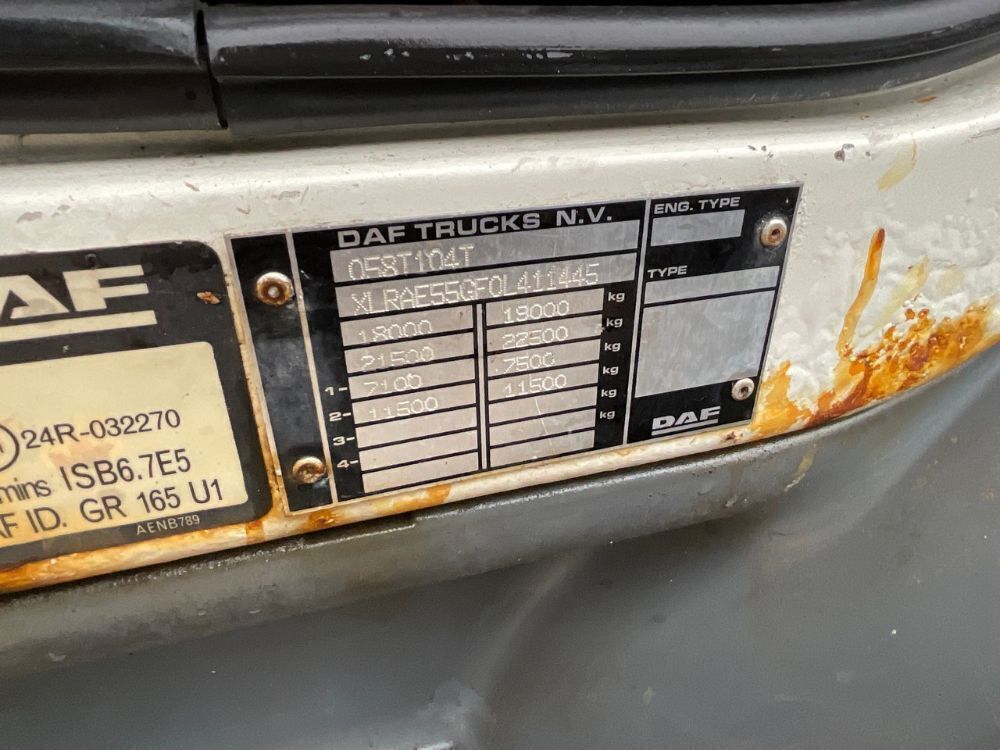 DAF
24R-032270
mins ISB6.7E5
AF ID. GR 165 U1
AENB789
DAF TRUCKS N.V.
058T104T
XLRAE55GF0L411445
18000 19000 kg
21500 22500 kg
1- 7100 7500 kg
2- 11500 11500 kg
3- kg
4-
ENG. TYPE
TYPE
DAF